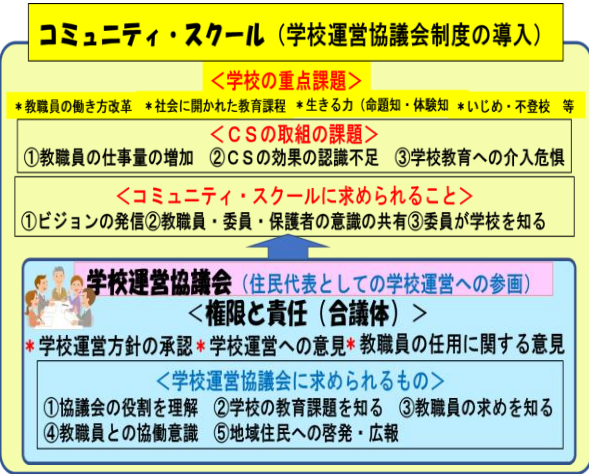 コミュニティ・スクール（学校運営協議会制度の導入）
＜学校の重点課題＞
＊教職員の働き方改革　＊社会に開かれた教育課程　＊生きる力（命題知・体験知　＊いじめ・不登校　等
＜ＣＳの取組の課題＞
①教職員の仕事量の増加　②ＣＳの効果の認識不足　③学校教育への介入危惧
＜コミュニティ・スクールに求められること＞
①ビジョンの発信②教職員・委員・保護者の意識の共有③委員が学校を知る
学校運営協議会（住民代表としての学校運営への参画）
＜権限と責任（合議体）＞
＊学校運営方針の承認＊学校運営への意見＊教職員の任用に関する意見
＜学校運営協議会に求められるもの＞
①協議会の役割を理解　②学校の教育課題を知る　③教職員の求めを知る
④教職員との協働意識　⑤地域住民への啓発・広報